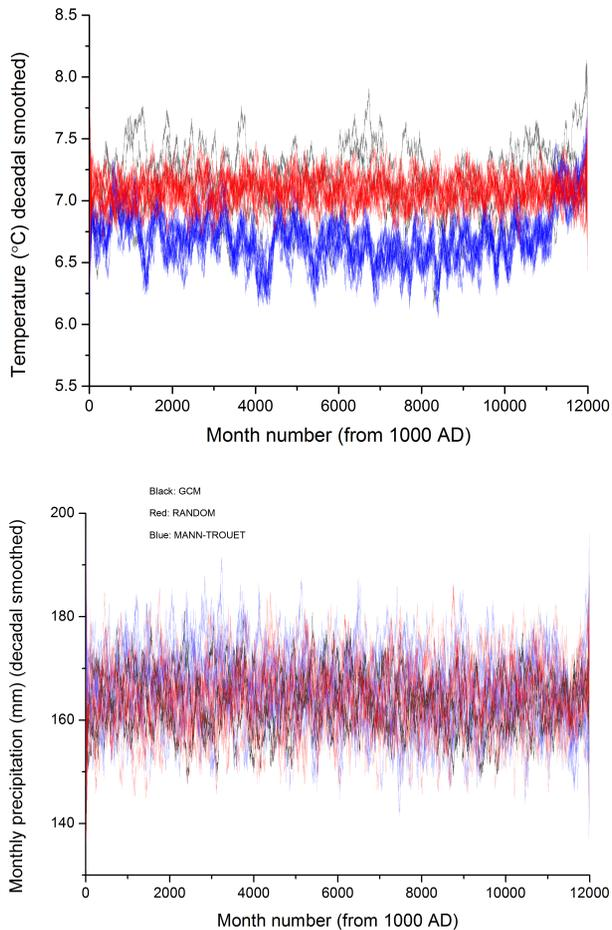 8.5
8.0
7.5
7.0
6.5
6.0
5.5
Temperature (°C) decadal smoothed)
0 2000 4000 6000 8000 10000 12000
Month number (from 1000 AD)
Black: GCM
Red: RANDOM
Blue: MANN-TROUET
200
180
160
140
Monthly precipitation (mm) (decadal smoothed)
0 2000 4000 6000 8000 10000 12000
Month number (from 1000 AD)